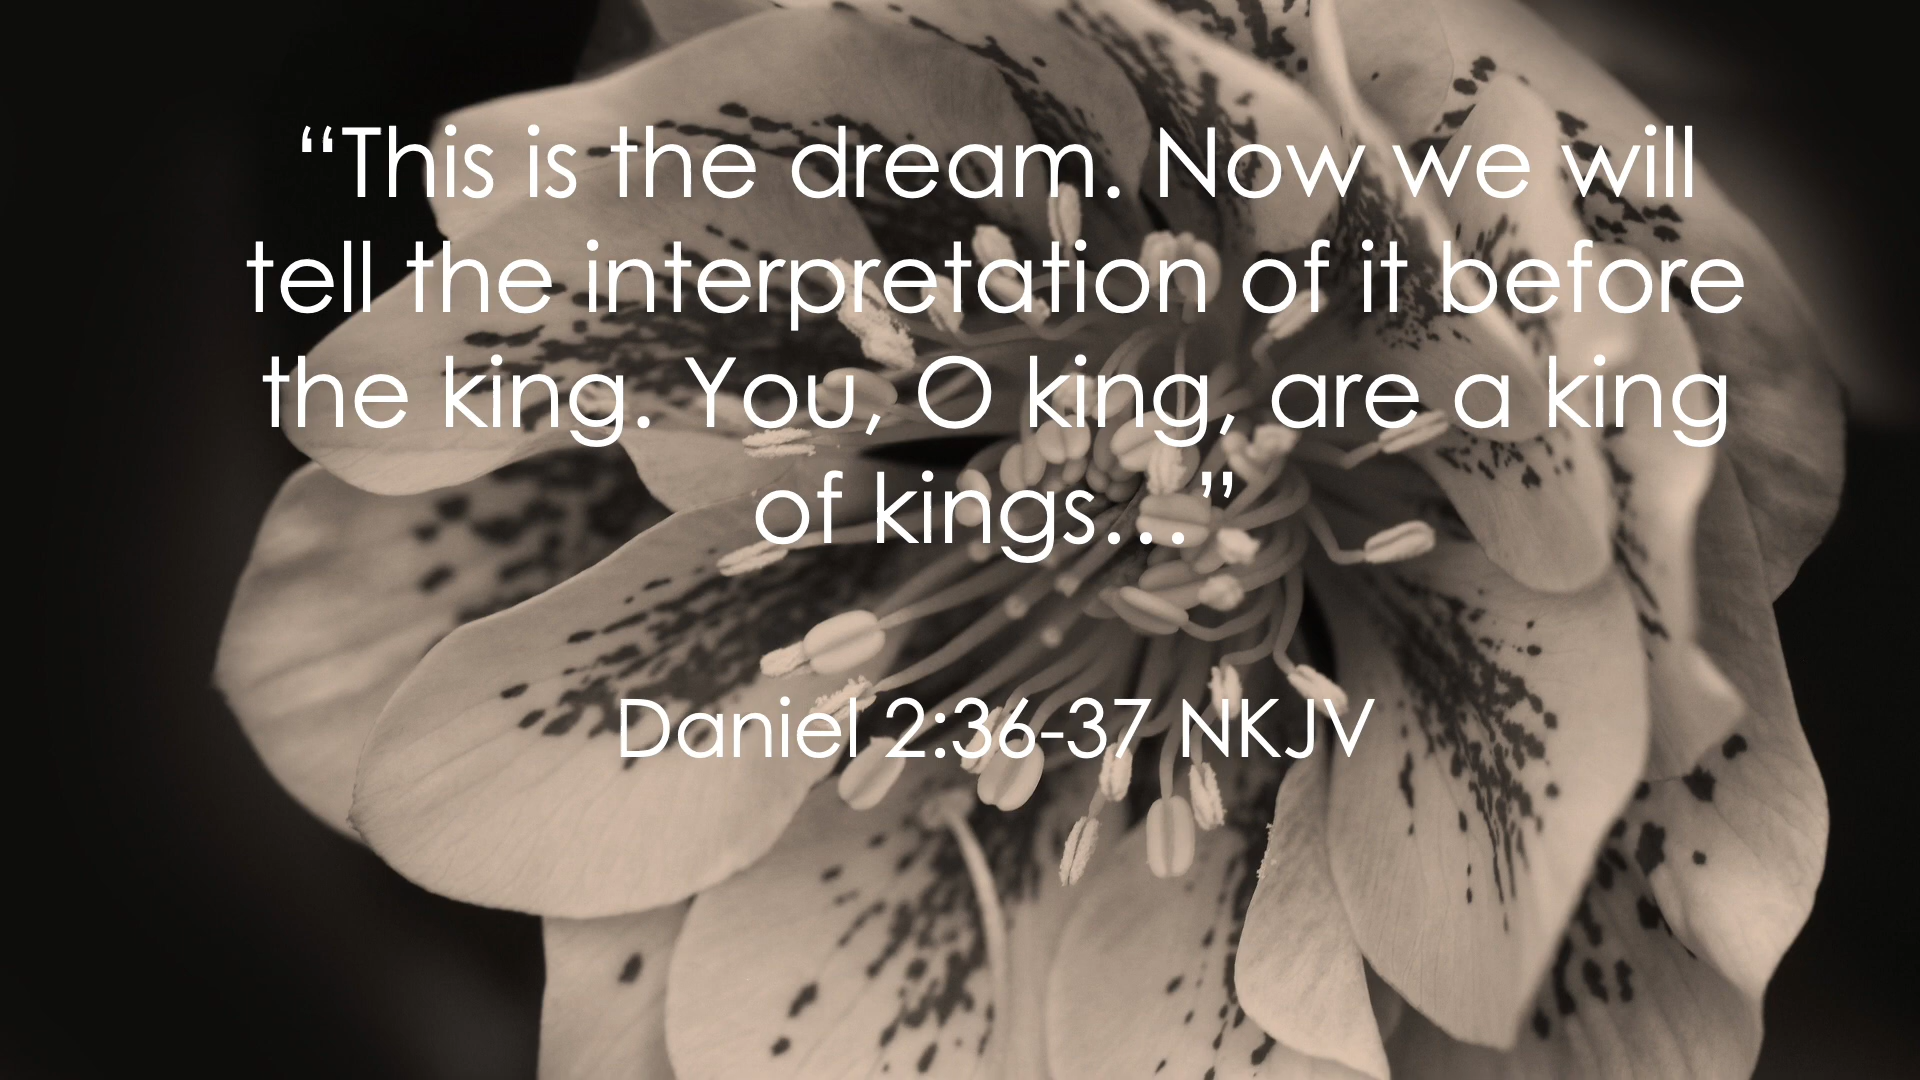 “This is the dream. Now we will
tell the interpretation of it before
the king. You, O king, are a king
of kings…”
Daniel 2:36-37 NKJV